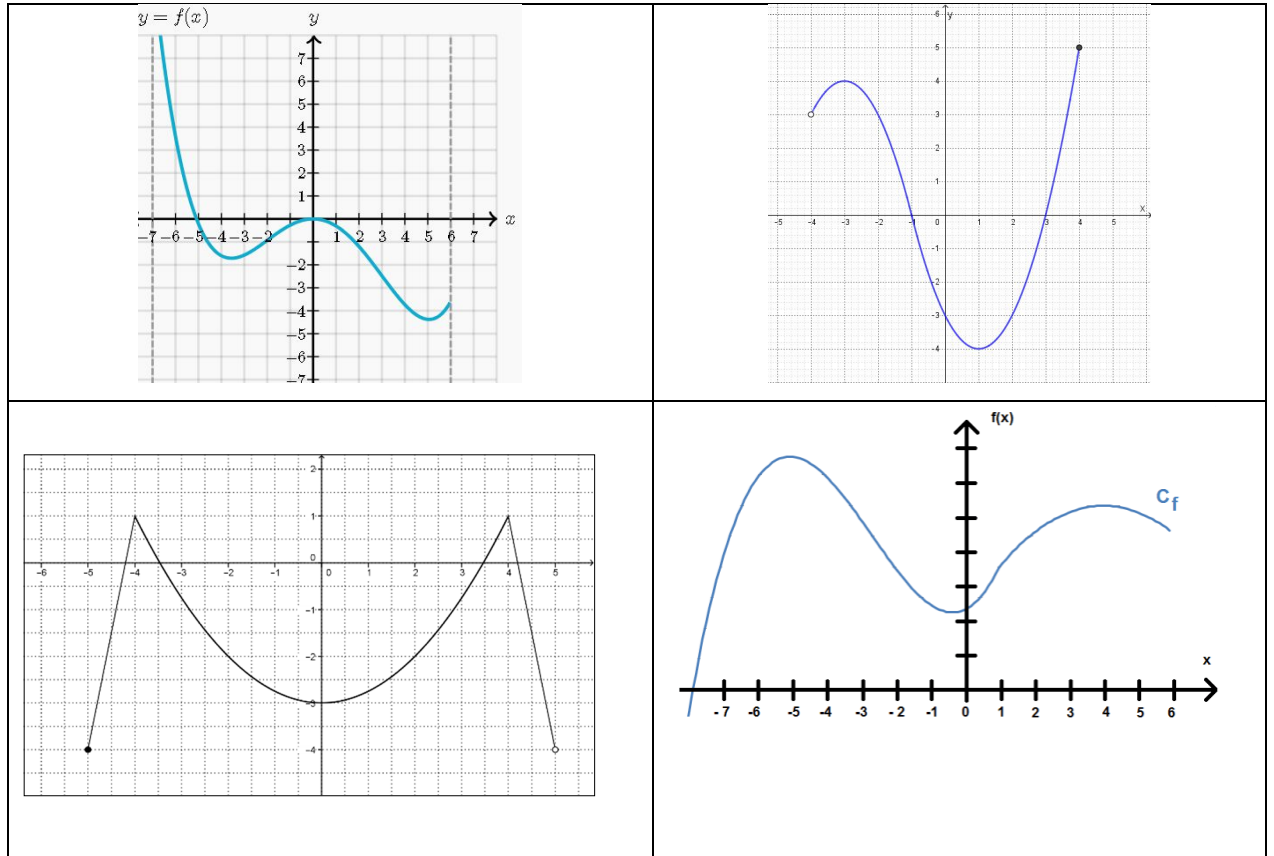 y = f(x)
y
7
6
5
4
3
2
1
−7 −6 −5 −4 −3 −2 1 2 3 4 5 6 7 x
−2
−3
−4
−5
−6
−7
6 y
5
4
3
2
1
x
-5 -4 -3 -2 -1 0 1 2 3 4 5
-1
-2
-3
-4
2
1
0
−6 −5 −4 −3 −2 −1 0 1 2 3 4 5
−1
−2
−3
−4
f(x)
Cf
x
- 7 -6 -5 -4 -3 - 2 -1 0 1 2 3 4 5 6